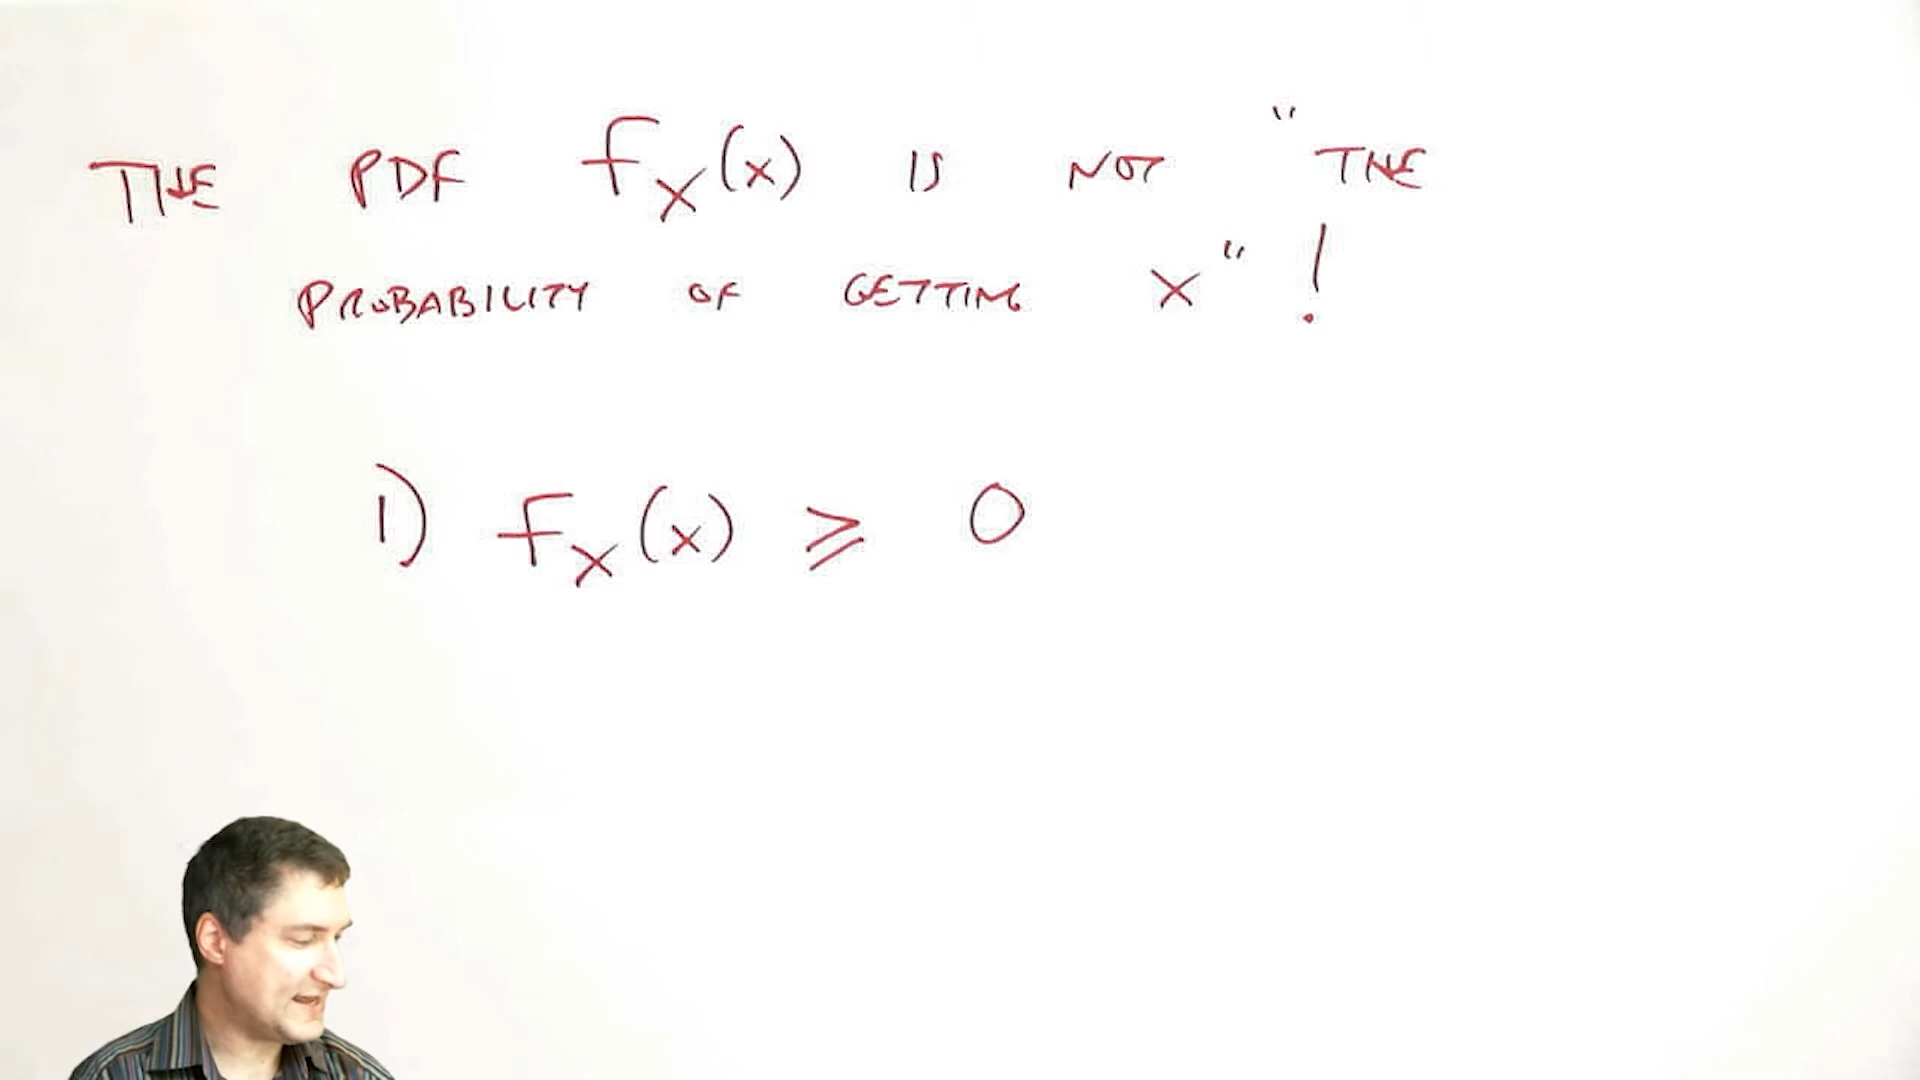 THE PDF fX(x) IS NOT "THE
PROBABILITY OF GETTING X"!
1) fX(x) ≥ 0